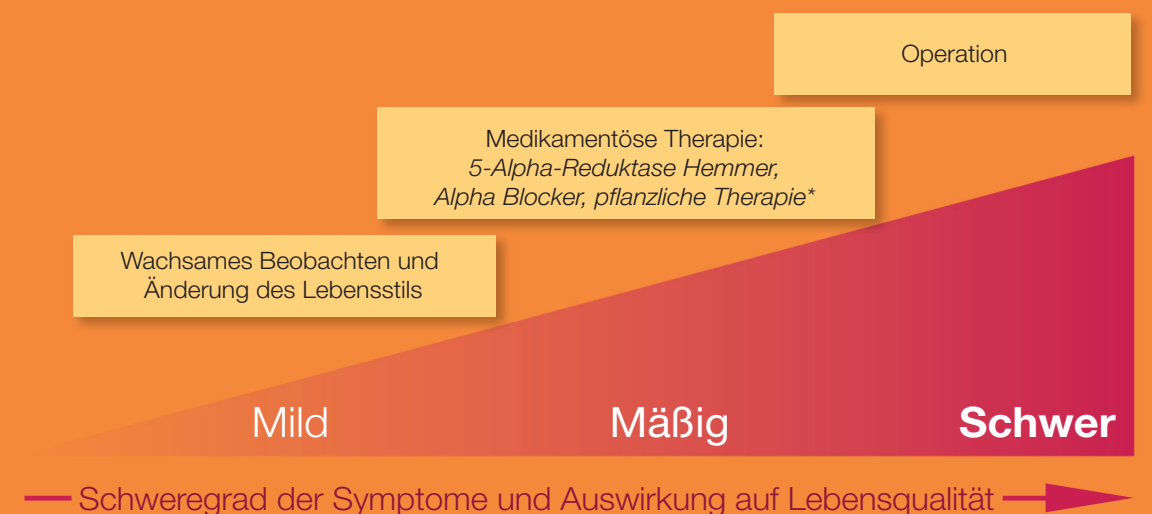 Operation
Medikamentöse Therapie:
5-Alpha-Reduktase Hemmer,
Alpha Blocker, pflanzliche Therapie*
Wachsames Beobachten und
Änderung des Lebensstils
Mild Mäßig Schwer
Schweregrad der Symptome und Auswirkung auf Lebensqualität